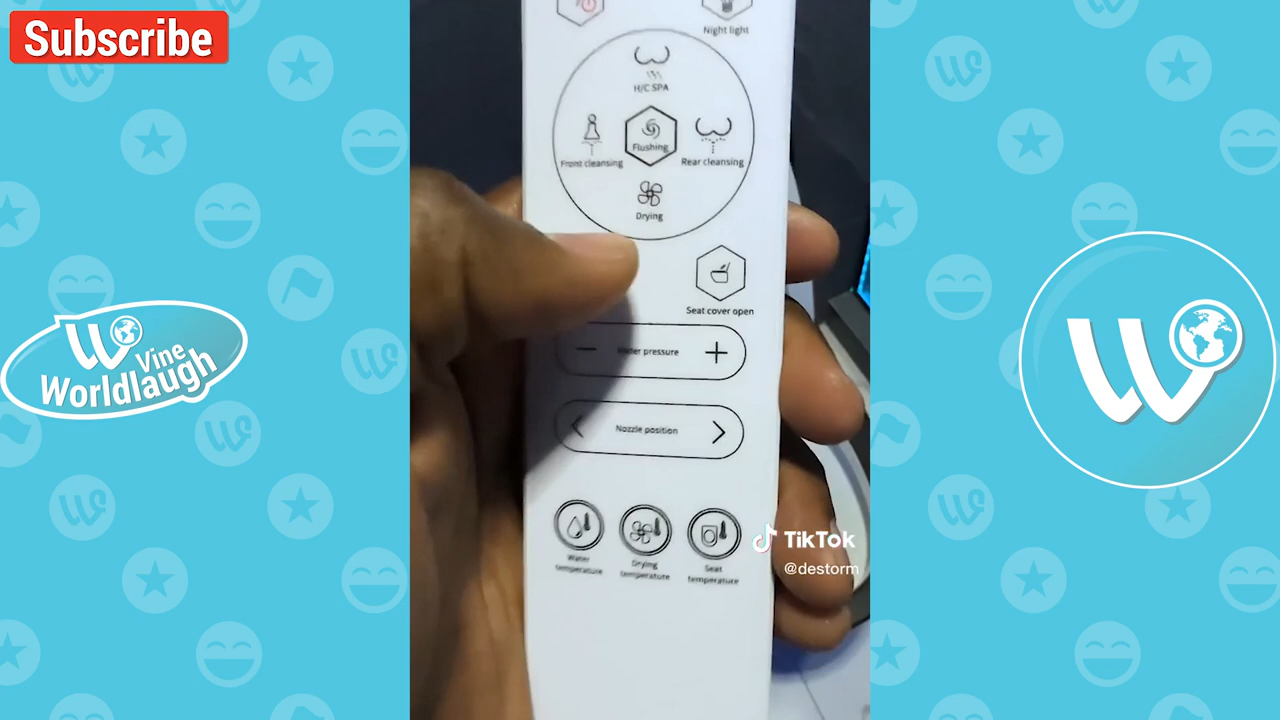 Subscribe
Night light
H/C SPA
Flushing
Front cleansing
Rear cleansing
Drying
Seat cover open
Water pressure
Nozzle position
Water
temperature
Drying
temperature
Seat
temperature
TikTok
@destorm
W
Vine
Worldlaugh
W